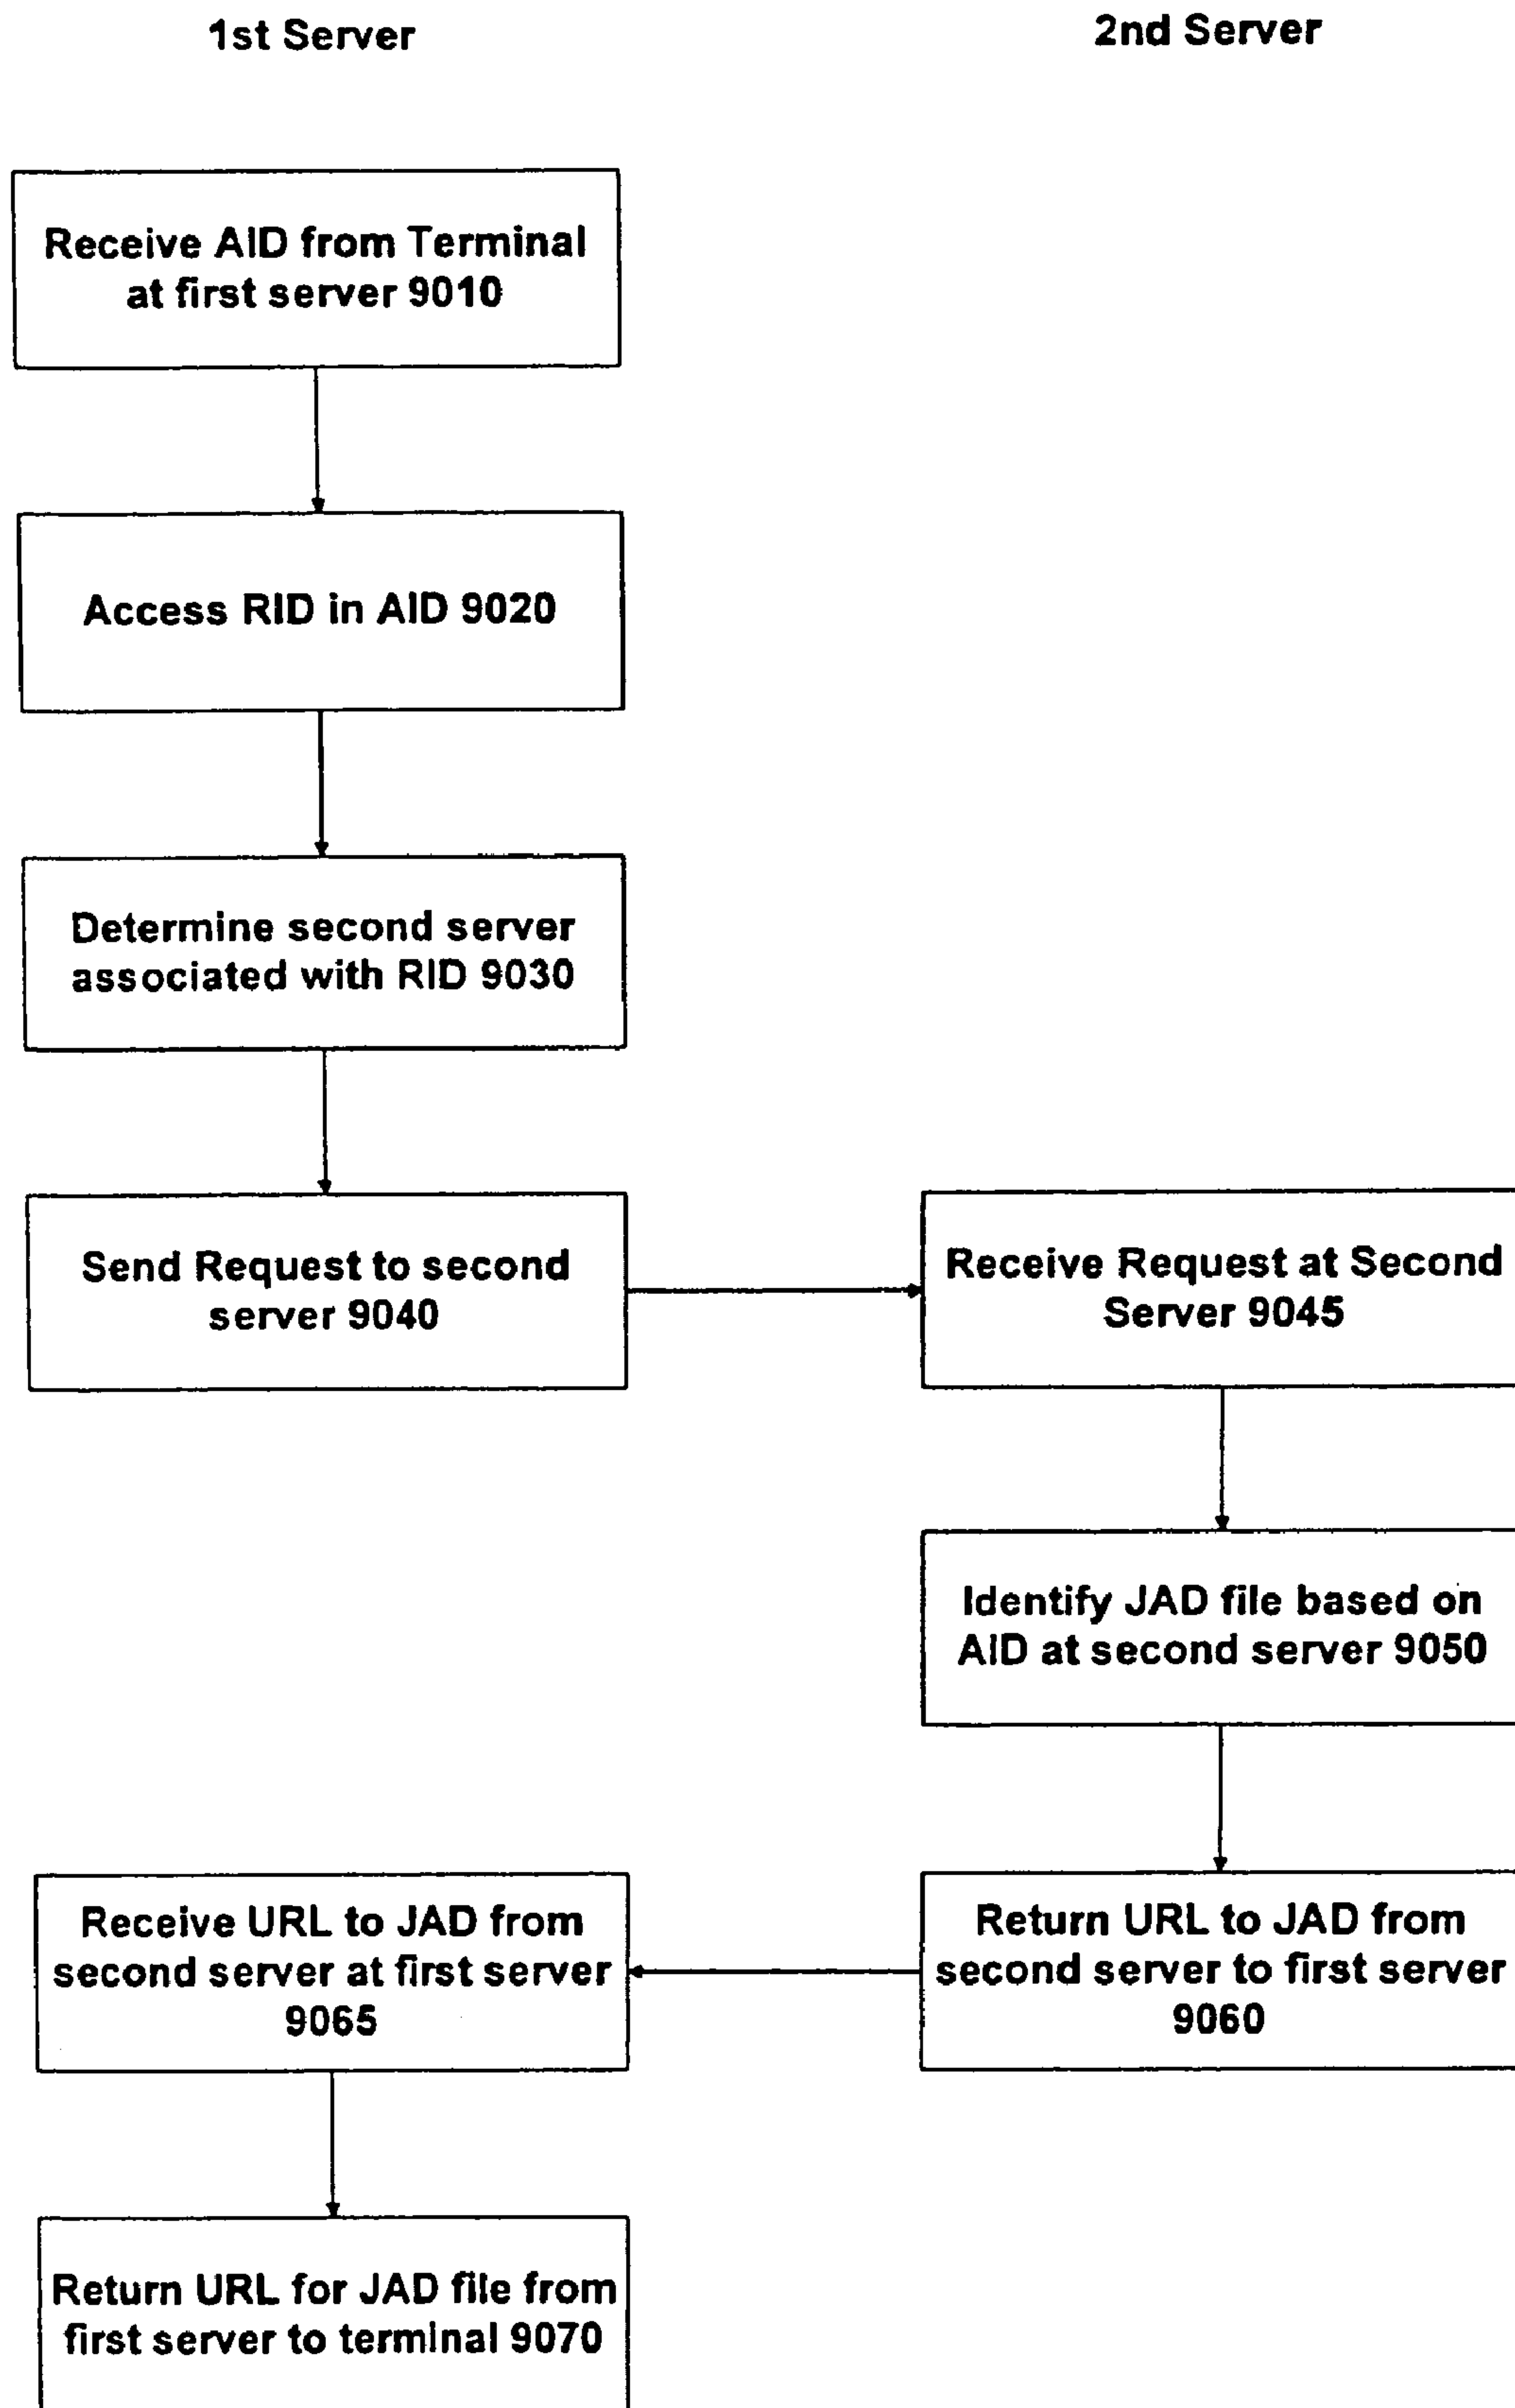 1st Server
2nd Server
Receive AID from Terminal
at first server 9010
Access RID in AID 9020
Determine second server
associated with RID 9030
Send Request to second
server 9040
Receive Request at Second
Server 9045
Identify JAD file based on
AID at second server 9050
Receive URL to JAD from
second server at first server
9065
Return URL to JAD from
second server to first server
9060
Return URL for JAD file from
first server to terminal 9070